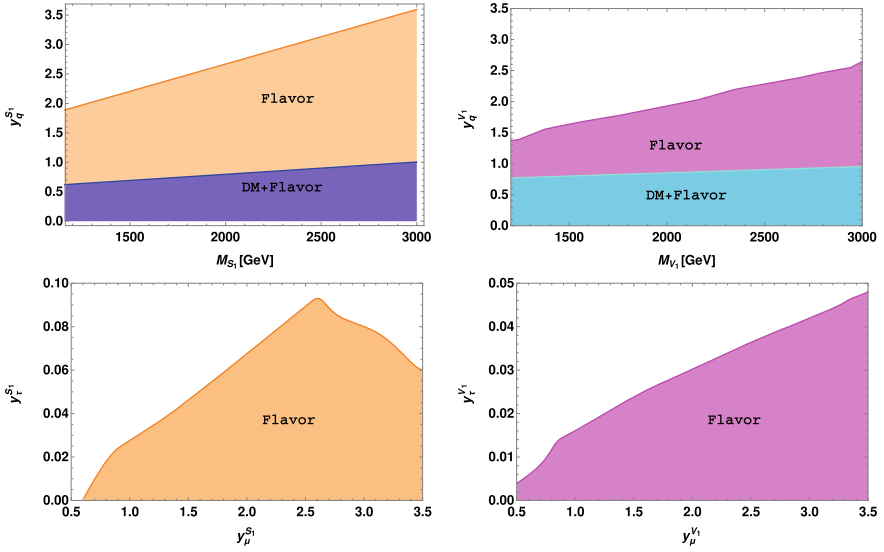 3.5
3.0
2.5
2.0
1.5
1.0
0.5
0.0
y_q^{S_1}
Flavor
DM+Flavor
1500 2000 2500 3000
M_{S_1} [GeV]
3.5
3.0
2.5
2.0
1.5
1.0
0.5
0.0
y_q^{V_1}
Flavor
DM+Flavor
1500 2000 2500 3000
M_{V_1} [GeV]
0.10
0.08
0.06
0.04
0.02
0.00
y_τ^{S_1}
Flavor
0.5 1.0 1.5 2.0 2.5 3.0 3.5
y_μ^{S_1}
0.05
0.04
0.03
0.02
0.01
0.00
y_τ^{V_1}
Flavor
0.5 1.0 1.5 2.0 2.5 3.0 3.5
y_μ^{V_1}